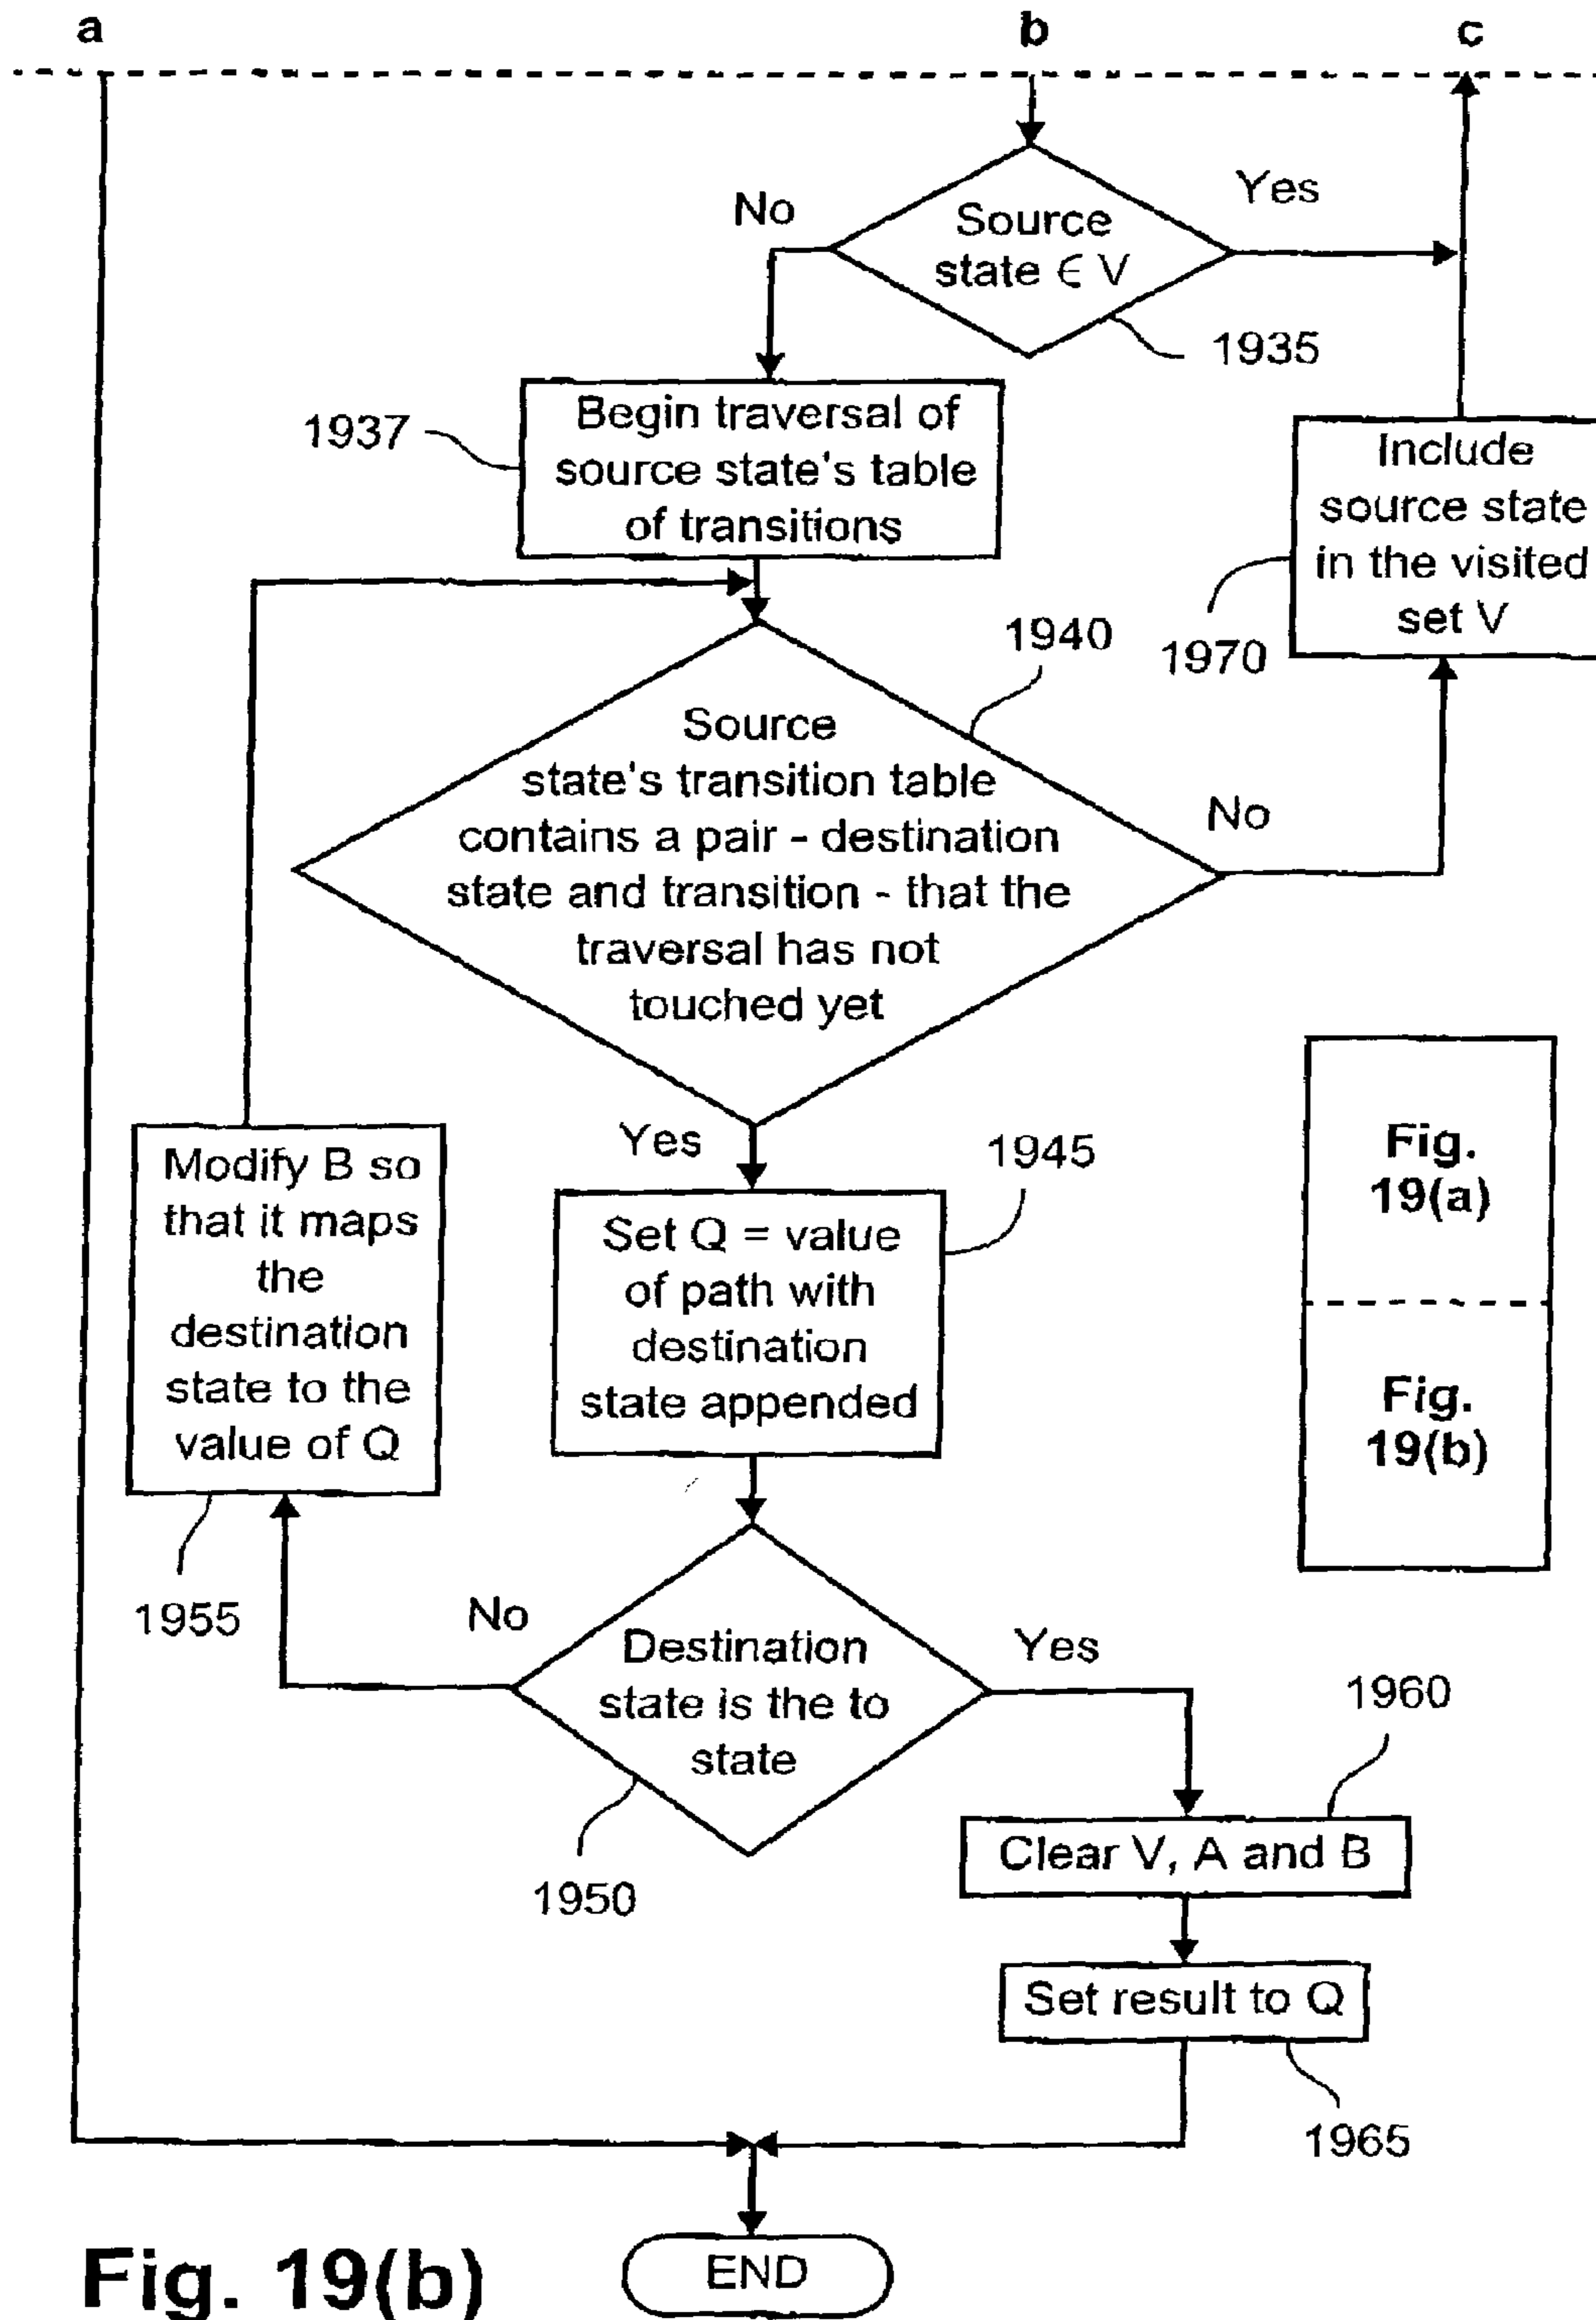 a
b
c
No
Yes
Source
state ∈ V
1935
1937
Begin traversal of
source state's table
of transitions
Include
source state
in the visited
set V
1970
1940
Source
state's transition table
contains a pair - destination
state and transition - that the
traversal has not
touched yet
No
Yes
1945
Modify B so
that it maps
the
destination
state to the
value of Q
1955
Set Q = value
of path with
destination
state appended
Fig.
19(a)
Fig.
19(b)
No
Yes
Destination
state is the to
state
1950
1960
Clear V, A and B
Set result to Q
1965
END
Fig. 19(b)